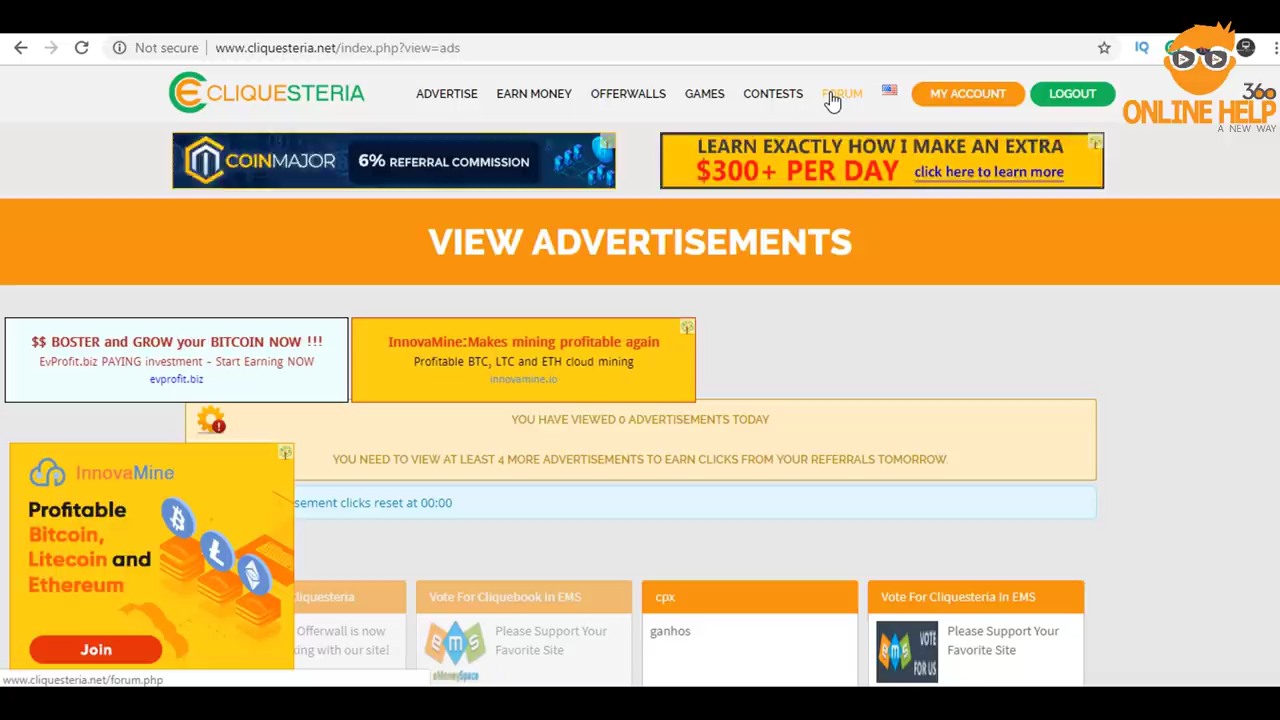 Not secure www.cliquesteria.net/index.php?view=ads IQ
CLIQUESTERIA ADVERTISE EARN MONEY OFFERWALLS GAMES CONTESTS FORUM MY ACCOUNT LOGOUT
360
ONLINE HELP
A NEW WAY
COINMAJOR 6% REFERRAL COMMISSION
LEARN EXACTLY HOW I MAKE AN EXTRA
$300+ PER DAY click here to learn more
VIEW ADVERTISEMENTS
$$ BOSTER and GROW your BITCOIN NOW !!!
EvProfit.biz PAYING investment - Start Earning NOW
evprofit.biz
InnovaMine:Makes mining profitable again
Profitable BTC, LTC and ETH cloud mining
innovamine.io
YOU HAVE VIEWED 0 ADVERTISEMENTS TODAY
YOU NEED TO VIEW AT LEAST 4 MORE ADVERTISEMENTS TO EARN CLICKS FROM YOUR REFERRALS TOMORROW.
sement clicks reset at 00:00
InnovaMine
Profitable
Bitcoin,
Litecoin and
Ethereum
Join
Cliquesteria
Offerwall is now
ng with our site!
Vote For Cliquebook In EMS
Please Support Your
Favorite Site
eMs
eMoneySpace
cpx
ganhos
Vote For Cliquesteria In EMS
Please Support Your
Favorite Site
eMs
VOTE
FOR US
www.cliquesteria.net/forum.php